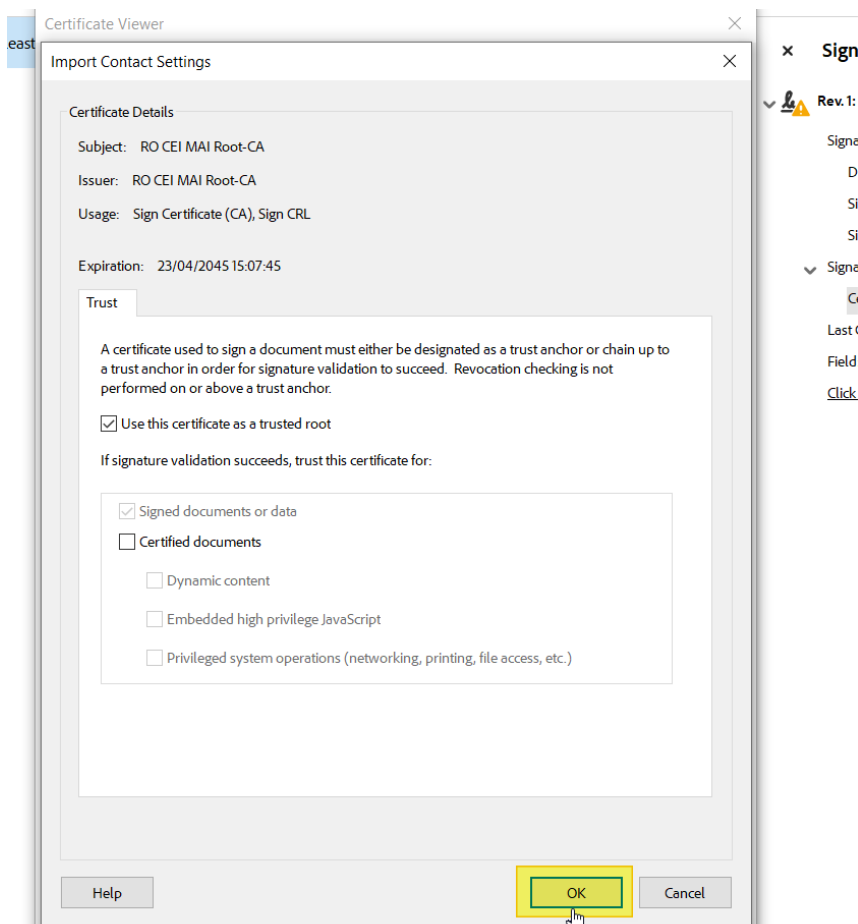 Certificate Viewer
Import Contact Settings
Certificate Details
Subject: RO CEI MAI Root-CA
Issuer: RO CEI MAI Root-CA
Usage: Sign Certificate (CA), Sign CRL
Expiration: 23/04/2045 15:07:45
Trust
A certificate used to sign a document must either be designated as a trust anchor or chain up to
a trust anchor in order for signature validation to succeed. Revocation checking is not
performed on or above a trust anchor.
Use this certificate as a trusted root
If signature validation succeeds, trust this certificate for:
Signed documents or data
Certified documents
Dynamic content
Embedded high privilege JavaScript
Privileged system operations (networking, printing, file access, etc.)
Help
OK
Cancel
Sign
Rev. 1:
Signa
Si
Si
Signa
Last
Field
Click